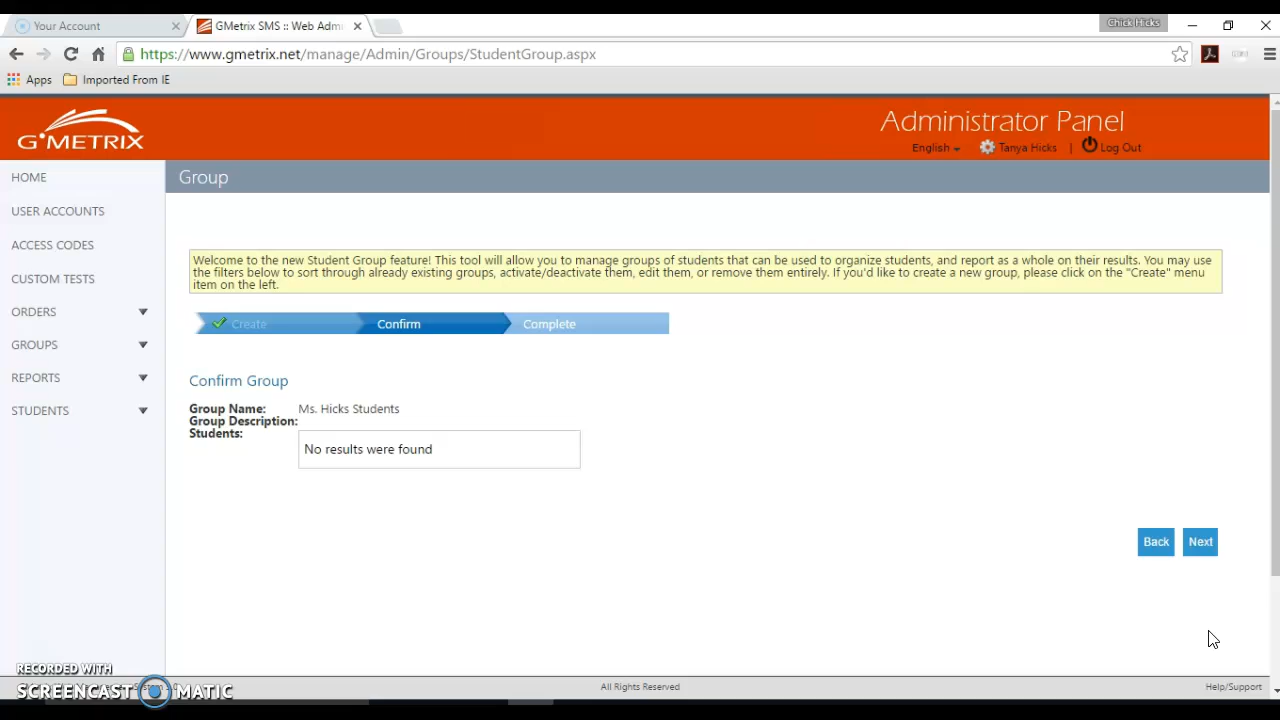 Your Account
GMetrix SMS :: Web Admi
Chick Hicks
https://www.gmetrix.net/manage/Admin/Groups/StudentGroup.aspx
Apps
Imported From IE
G·METRIX
Administrator Panel
English
Tanya Hicks | Log Out
HOME
USER ACCOUNTS
ACCESS CODES
CUSTOM TESTS
ORDERS
GROUPS
REPORTS
STUDENTS
Group
Welcome to the new Student Group feature! This tool will allow you to manage groups of students that can be used to organize students, and report as a whole on their results. You may use
the filters below to sort through already existing groups, activate/deactivate them, edit them, or remove them entirely. If you'd like to create a new group, please click on the "Create" menu
item on the left.
Create
Confirm
Complete
Confirm Group
Group Name: Ms. Hicks Students
Group Description:
Students:
No results were found
Back
Next
RECORDED WITH
SCREENCAST MATIC
All Rights Reserved
Help/Support